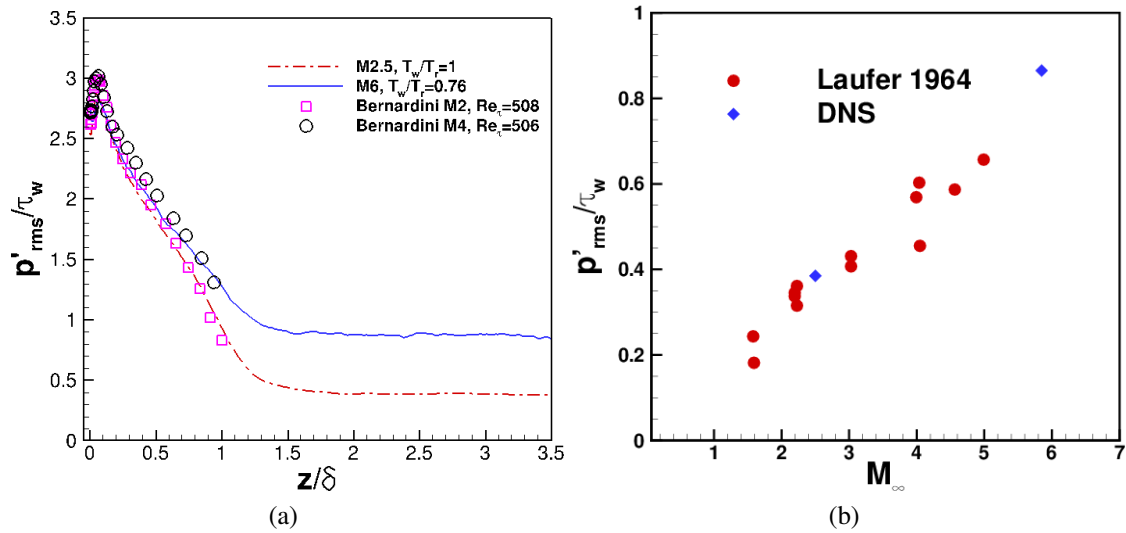 3.5
3
2.5
2
1.5
1
0.5
0
p'rms/τw
M2.5, Tw/Tr=1
M6, Tw/Tr=0.76
Bernardini M2, Reτ=508
Bernardini M4, Reτ=506
0 0.5 1 1.5 2 2.5 3 3.5
z/δ
(a)
1
0.8
0.6
0.4
0.2
0
p'rms/τw
Laufer 1964
DNS
1 2 3 4 5 6 7
M∞
(b)